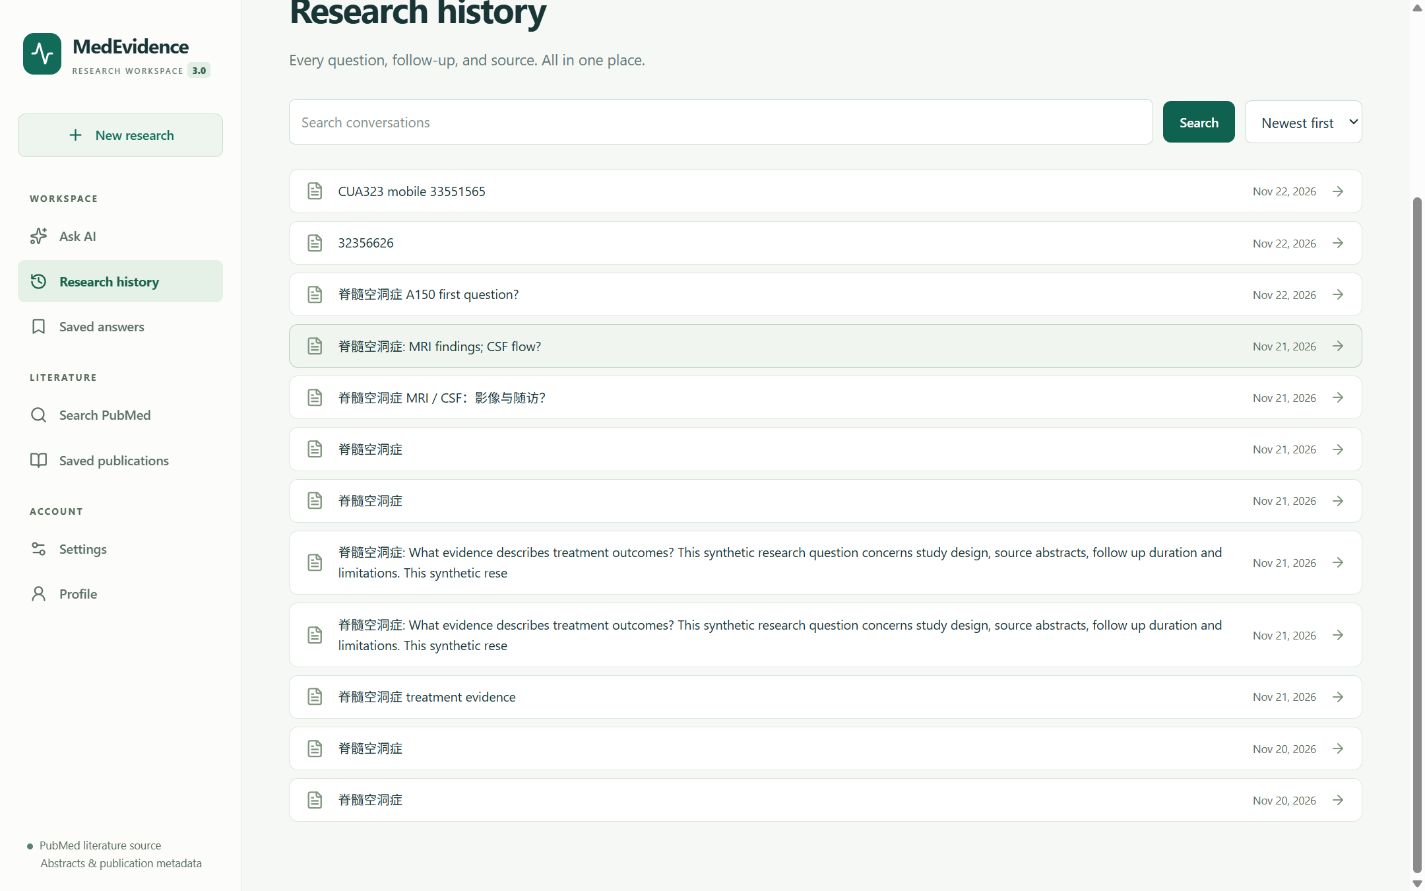 MedEvidence
RESEARCH WORKSPACE 3.0
New research
WORKSPACE
Ask AI
Research history
Saved answers
LITERATURE
Search PubMed
Saved publications
ACCOUNT
Settings
Profile
PubMed literature source
Abstracts & publication metadata
Research history
Every question, follow-up, and source. All in one place.
Search conversations
Search
Newest first
CUA323 mobile 33551565
Nov 22, 2026
32356626
Nov 22, 2026
脊髓空洞症 A150 first question?
Nov 22, 2026
脊髓空洞症: MRI findings; CSF flow?
Nov 21, 2026
脊髓空洞症 MRI / CSF：影像与随访？
Nov 21, 2026
脊髓空洞症
Nov 21, 2026
脊髓空洞症
Nov 21, 2026
脊髓空洞症: What evidence describes treatment outcomes? This synthetic research question concerns study design, source abstracts, follow up duration and
limitations. This synthetic rese
Nov 21, 2026
脊髓空洞症: What evidence describes treatment outcomes? This synthetic research question concerns study design, source abstracts, follow up duration and
limitations. This synthetic rese
Nov 21, 2026
脊髓空洞症 treatment evidence
Nov 21, 2026
脊髓空洞症
Nov 20, 2026
脊髓空洞症
Nov 20, 2026